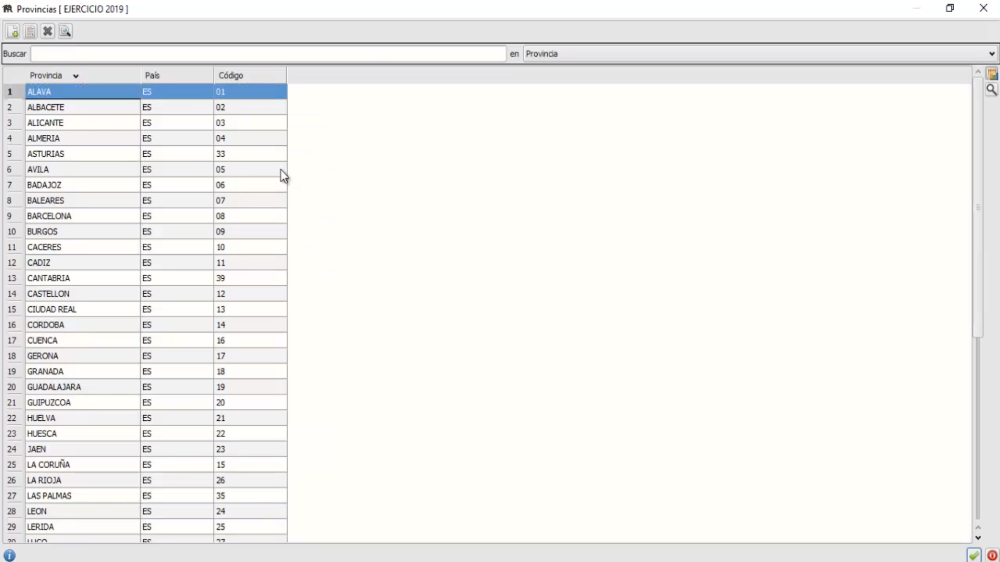 Provincias [ EJERCICIO 2019 ]
Buscar en Provincia
Provincia País Código
1 ALAVA ES 01
2 ALBACETE ES 02
3 ALICANTE ES 03
4 ALMERIA ES 04
5 ASTURIAS ES 33
6 AVILA ES 05
7 BADAJOZ ES 06
8 BALEARES ES 07
9 BARCELONA ES 08
10 BURGOS ES 09
11 CACERES ES 10
12 CADIZ ES 11
13 CANTABRIA ES 39
14 CASTELLON ES 12
15 CIUDAD REAL ES 13
16 CORDOBA ES 14
17 CUENCA ES 16
18 GERONA ES 17
19 GRANADA ES 18
20 GUADALAJARA ES 19
21 GUIPUZCOA ES 20
22 HUELVA ES 21
23 HUESCA ES 22
24 JAEN ES 23
25 LA CORUÑA ES 15
26 LA RIOJA ES 26
27 LAS PALMAS ES 35
28 LEON ES 24
29 LERIDA ES 25
30 LUGO ES 27